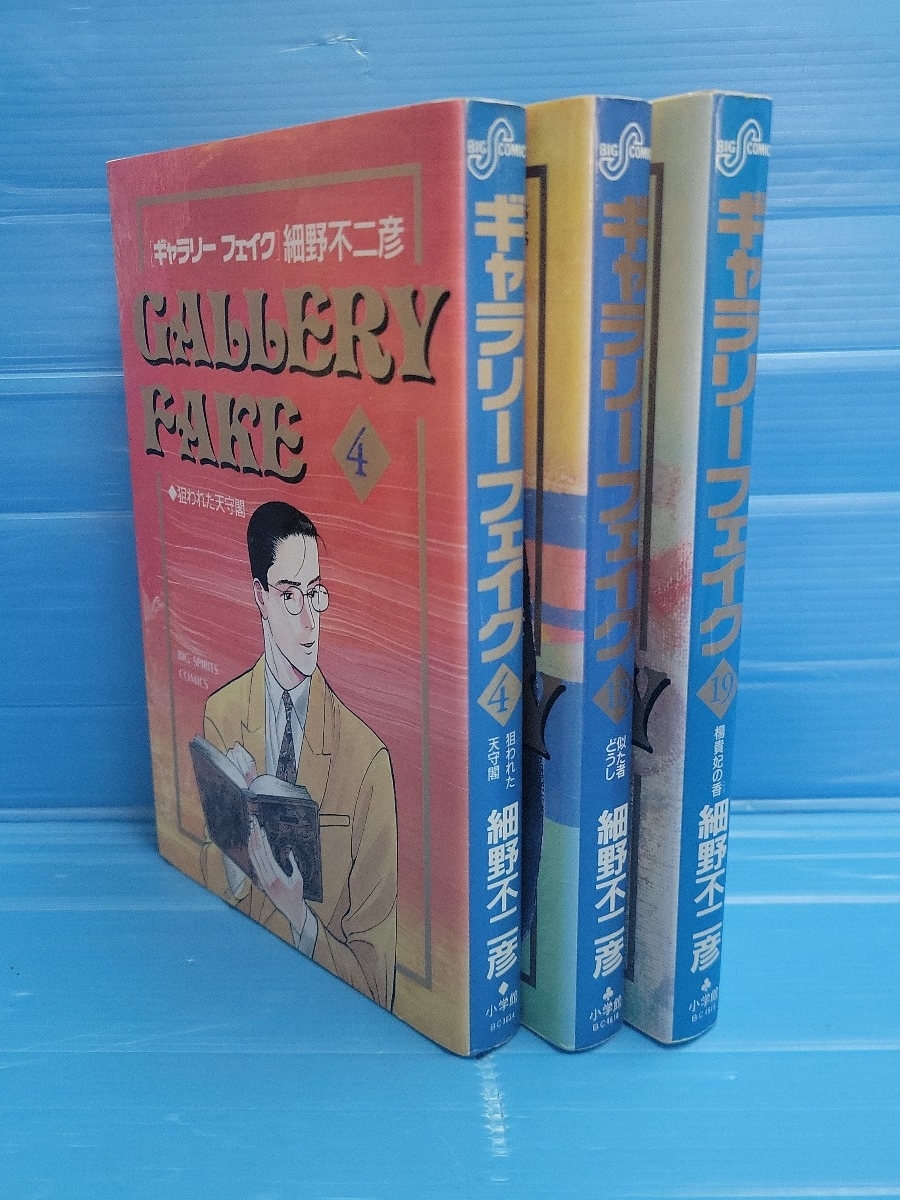 [ギャラリー フェイク] 細野不二彦
GALLERY
FAKE
4
◆狙われた天守閣
BIG SPIRITS
COMICS
BIG COMIC
ギャラリーフェイク
4
狙われた
天守閣
細野不二彦
小学館
BIG COMIC
ギャラリーフェイク
似た者
どうし
細野不二彦
小学館
Y
BIG COMIC
ギャラリーフェイク
19
楊貴妃の香
細野不二彦
小学館
Y